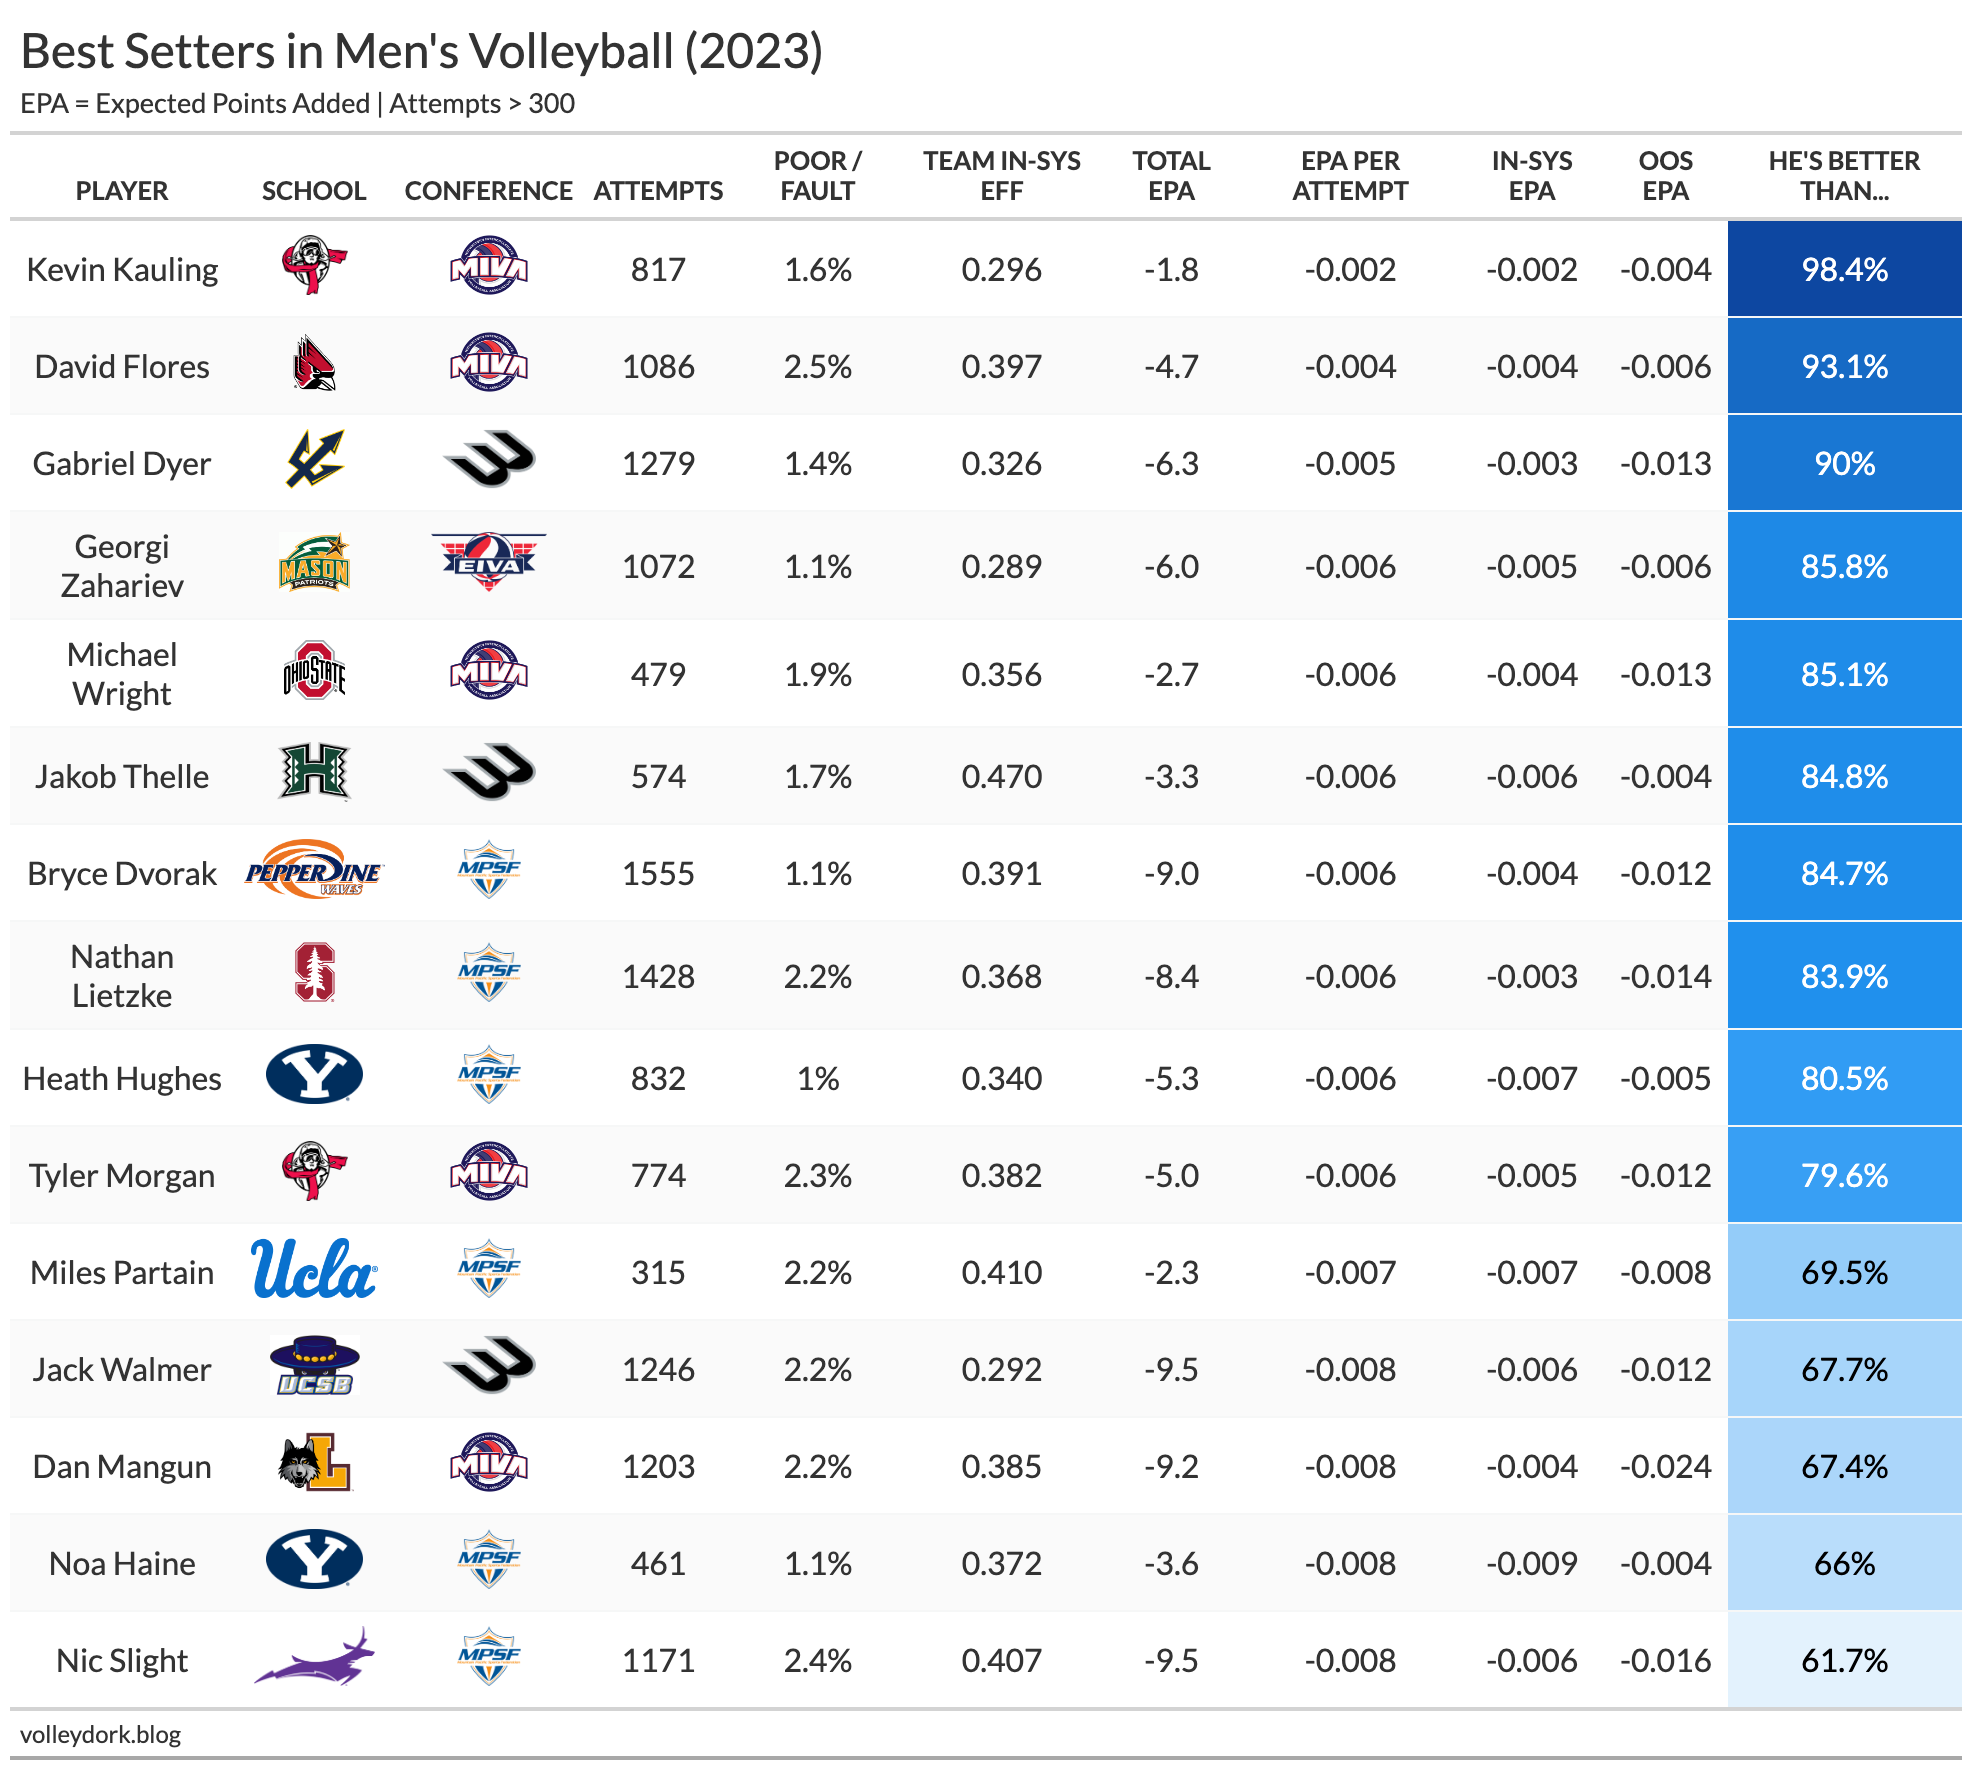 Best Setters in Men's Volleyball (2023)
EPA = Expected Points Added | Attempts > 300
PLAYER SCHOOL CONFERENCE ATTEMPTS POOR / FAULT TEAM IN-SYS EFF TOTAL EPA EPA PER ATTEMPT IN-SYS EPA OOS EPA HE'S BETTER THAN...
Kevin Kauling MIVA 817 1.6% 0.296 -1.8 -0.002 -0.002 -0.004 98.4%
David Flores MIVA 1086 2.5% 0.397 -4.7 -0.004 -0.004 -0.006 93.1%
Gabriel Dyer 1279 1.4% 0.326 -6.3 -0.005 -0.003 -0.013 90%
Georgi Zahariev MASON PATRIOTS EIVA 1072 1.1% 0.289 -6.0 -0.006 -0.005 -0.006 85.8%
Michael Wright OHIO STATE MIVA 479 1.9% 0.356 -2.7 -0.006 -0.004 -0.013 85.1%
Jakob Thelle H 574 1.7% 0.470 -3.3 -0.006 -0.006 -0.004 84.8%
Bryce Dvorak PEPPERDINE WAVES MPSF 1555 1.1% 0.391 -9.0 -0.006 -0.004 -0.012 84.7%
Nathan Lietzke S MPSF 1428 2.2% 0.368 -8.4 -0.006 -0.003 -0.014 83.9%
Heath Hughes Y MPSF 832 1% 0.340 -5.3 -0.006 -0.007 -0.005 80.5%
Tyler Morgan MIVA 774 2.3% 0.382 -5.0 -0.006 -0.005 -0.012 79.6%
Miles Partain Ucla MPSF 315 2.2% 0.410 -2.3 -0.007 -0.007 -0.008 69.5%
Jack Walmer UCSB 1246 2.2% 0.292 -9.5 -0.008 -0.006 -0.012 67.7%
Dan Mangun L MIVA 1203 2.2% 0.385 -9.2 -0.008 -0.004 -0.024 67.4%
Noa Haine Y MPSF 461 1.1% 0.372 -3.6 -0.008 -0.009 -0.004 66%
Nic Slight MPSF 1171 2.4% 0.407 -9.5 -0.008 -0.006 -0.016 61.7%
volleydork.blog